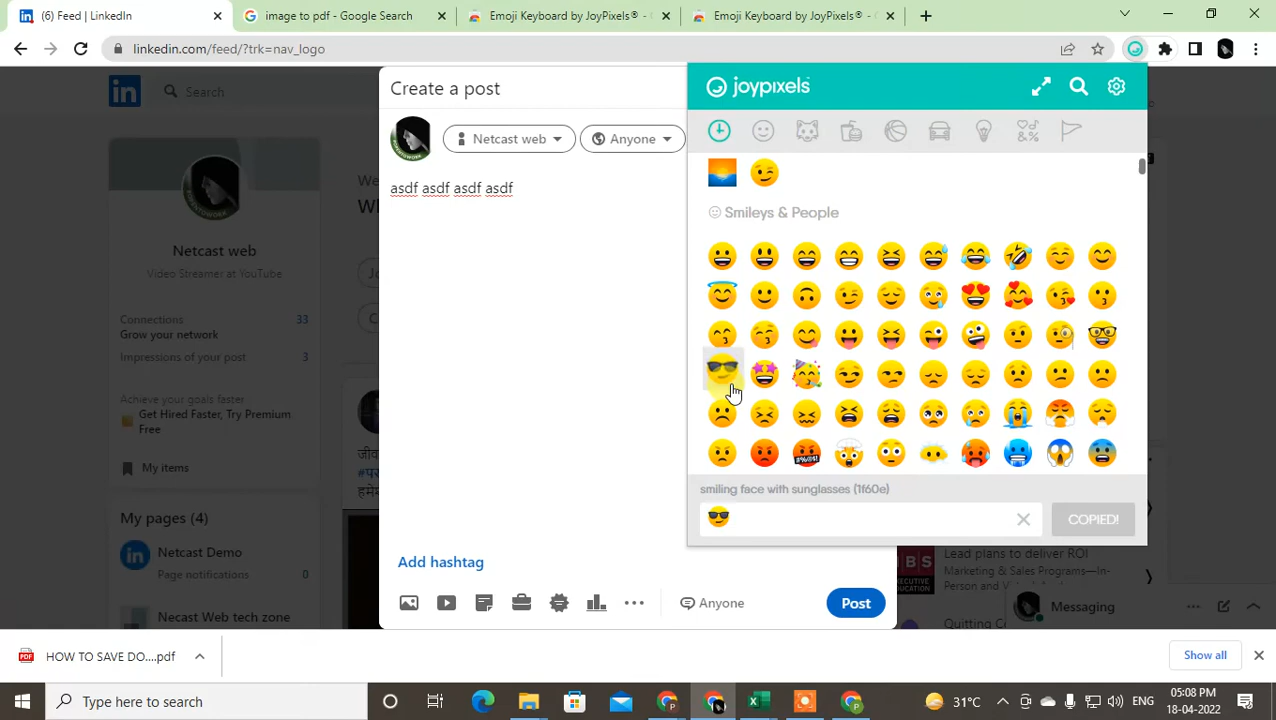 (6) Feed | LinkedIn
image to pdf - Google Search
Emoji Keyboard by JoyPixels®
Emoji Keyboard by JoyPixels®
linkedin.com/feed/?trk=nav_logo
in
Search
Create a post
joypixels
Netcast web
Anyone
asdf asdf asdf asdf
Smileys & People
Netcast web
Video Streamer at YouTube
Connections 33
Grow your network
Impressions of your post 3
Achieve your career goals faster
Get Hired Faster, Try Premium
Free
My items
My pages (4)
Netcast Demo
Page notifications 0
Necast Web tech zone
smiling face with sunglasses (1f60e)
COPIED!
Add hashtag
Anyone
Post
Lead plans to deliver ROI
Marketing & Sales Programs—In-
Person and
Quitting
Messaging
HOW TO SAVE DO....pdf
Show all
Type here to search
31°C
ENG
05:08 PM
18-04-2022